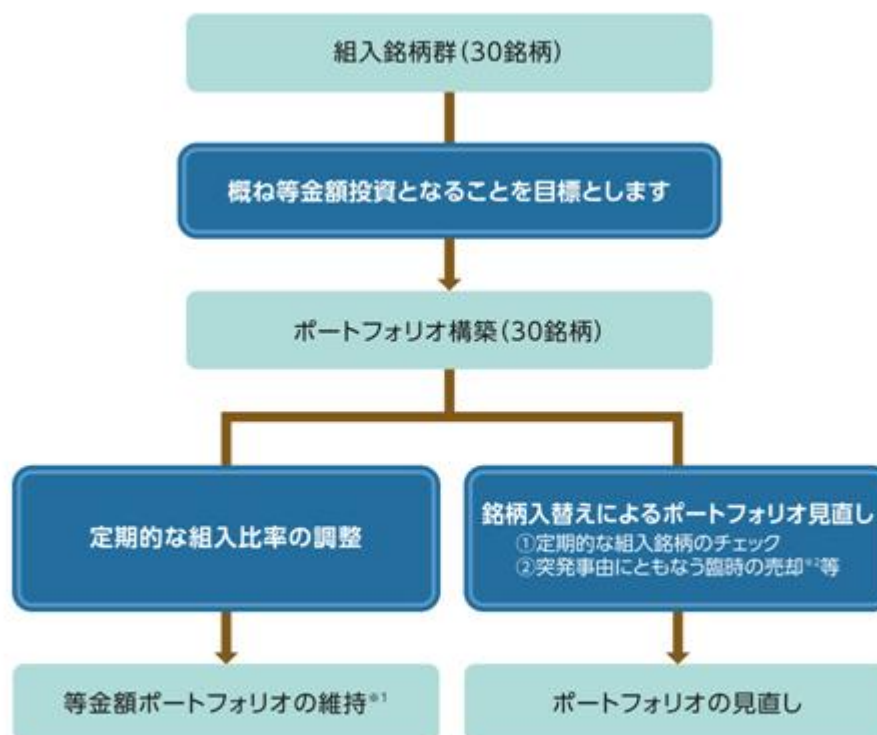 組入銘柄群(30銘柄)
概ね等金額投資となることを目標とします
ポートフォリオ構築(30銘柄)
定期的な組入比率の調整
銘柄入替えによるポートフォリオ見直し
①定期的な組入銘柄のチェック
②突発事由にともなう臨時の売却※2等
等金額ポートフォリオの維持※1
ポートフォリオの見直し